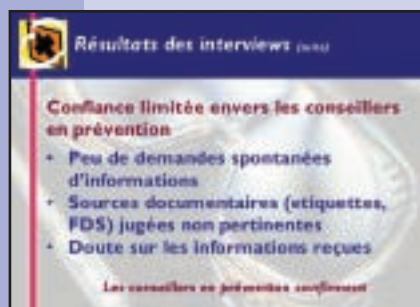 Résultats des interviews (suite)
Confiance limitée envers les conseillers
en prévention
• Peu de demandes spontanées
d'informations
• Sources documentaires (etiquettes,
FDS) jugées non pertinentes
• Doute sur les informations reçues
Les conseillers en prévention confirment